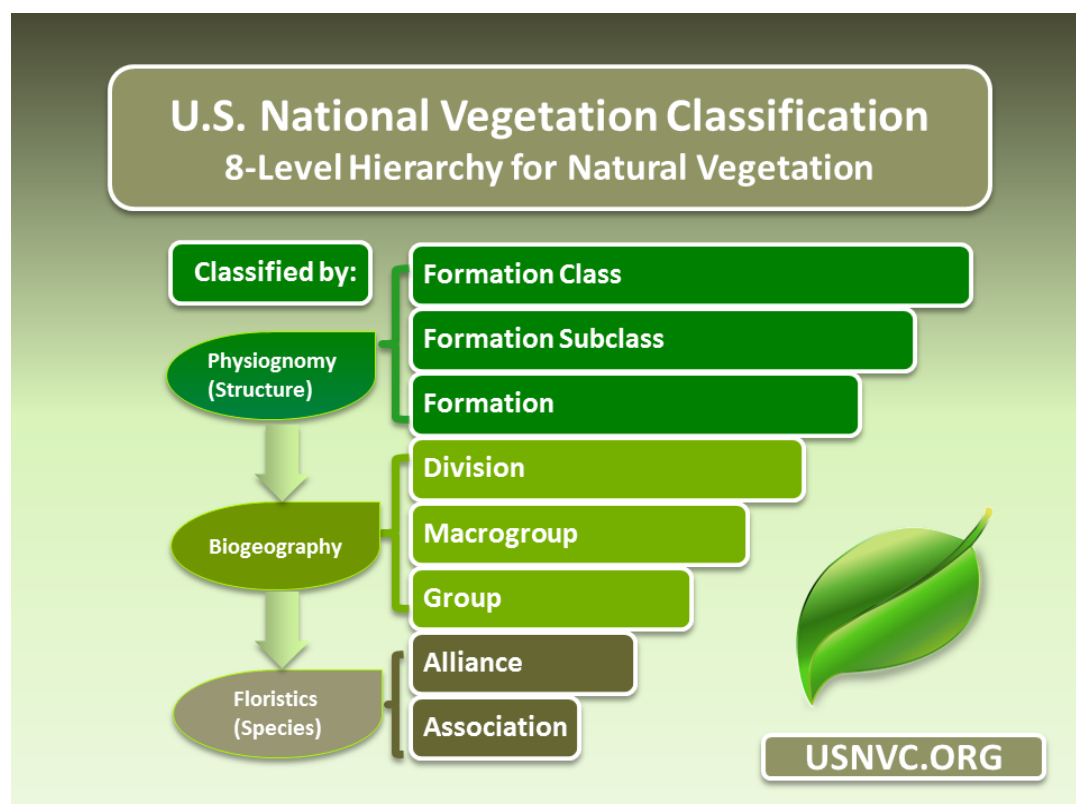 U.S. National Vegetation Classification
8-Level Hierarchy for Natural Vegetation
Classified by:
Formation Class
Formation Subclass
Physiognomy
(Structure)
Formation
Division
Biogeography
Macrogroup
Group
Alliance
Floristics
(Species)
Association
USNVC.ORG